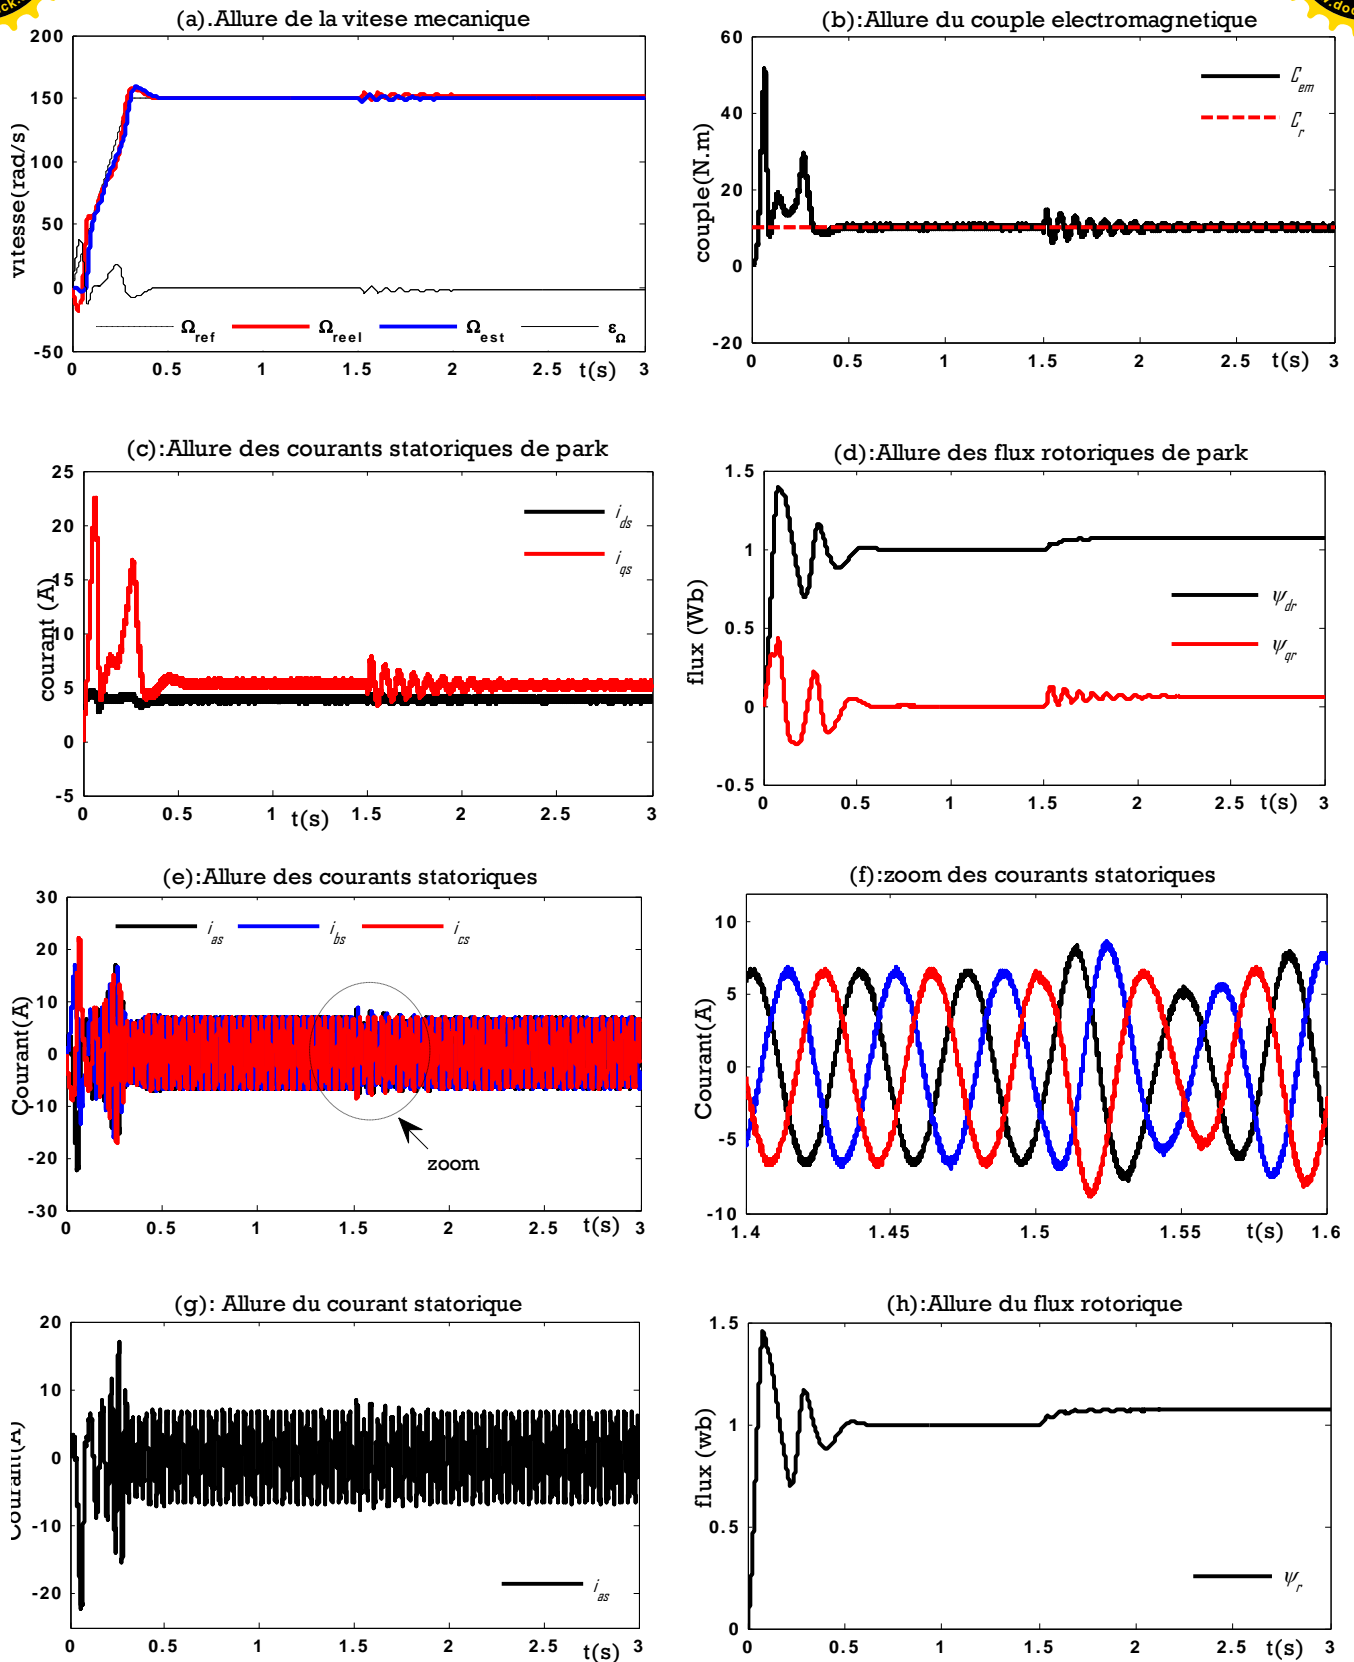 (a).Allure de la vitese mecanique
200
150
100
50
0
-50
vitesse(rad/s)
Ωref
Ωreel
Ωest
εΩ
0 0.5 1 1.5 2 2.5 3
t(s)
(b):Allure du couple electromagnetique
60
40
20
0
-20
couple(N.m)
Cem
Cr
0 0.5 1 1.5 2 2.5 3
t(s)
(c):Allure des courants statoriques de park
25
20
15
10
5
0
-5
courant (A)
ids
iqs
0 0.5 1 1.5 2 2.5 3
t(s)
(d):Allure des flux rotoriques de park
1.5
1
0.5
0
-0.5
flux (Wb)
ψdr
ψqr
0 0.5 1 1.5 2 2.5 3
t(s)
(e):Allure des courants statoriques
30
20
10
0
-10
-20
-30
Courant(A)
ias
ibs
ics
zoom
0 0.5 1 1.5 2 2.5 3
t(s)
(f):zoom des courants statoriques
10
5
0
-5
-10
Courant(A)
1.4 1.45 1.5 1.55 1.6
t(s)
(g): Allure du courant statorique
20
10
0
-10
-20
Courant(A)
ias
0 0.5 1 1.5 2 2.5 3
t(s)
(h):Allure du flux rotorique
1.5
1
0.5
0
flux (wb)
ψr
0 0.5 1 1.5 2 2.5 3
t(s)